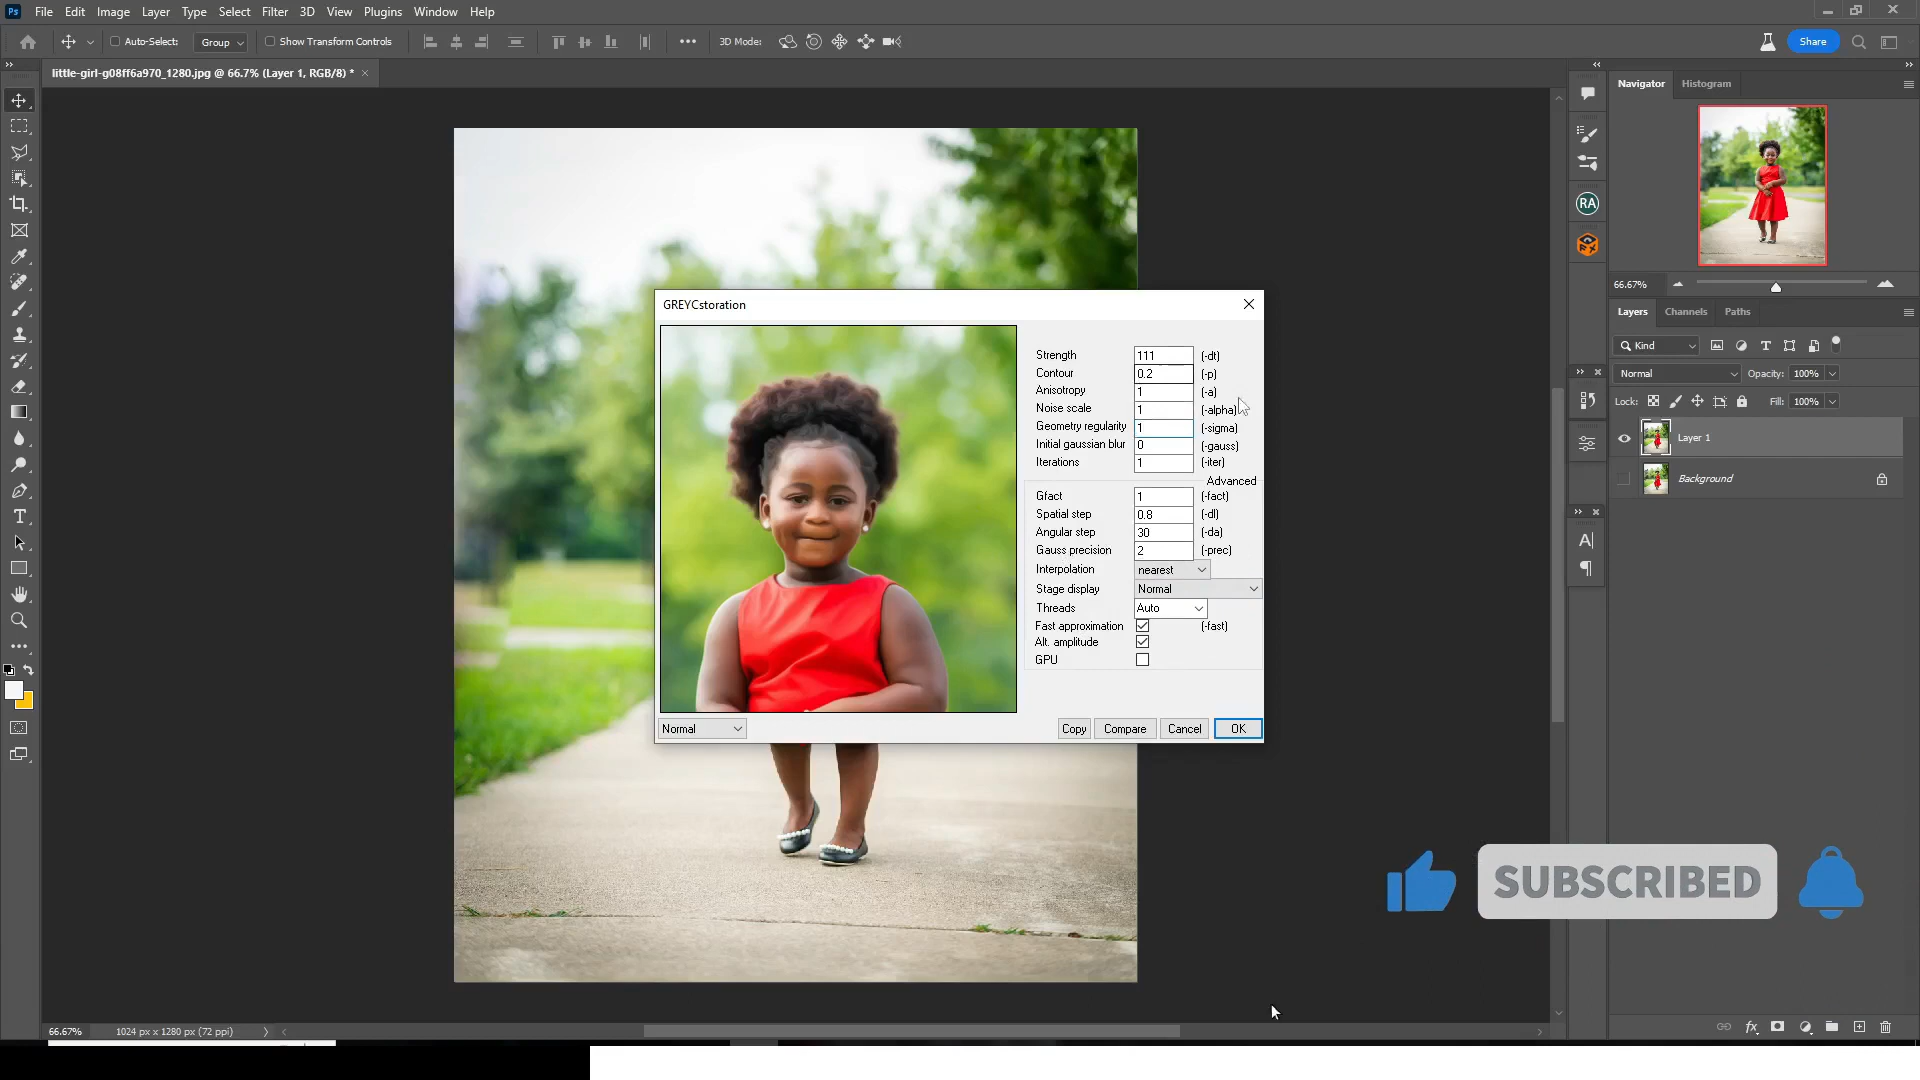 Ps File Edit Image Layer Type Select Filter 3D View Plugins Window Help
Auto-Select: Group Show Transform Controls 3D Mode: Share
little-girl-g08ff6a970_1280.jpg @ 66.7% (Layer 1, RGB/8) *
Navigator Histogram
66.67%
Layers Channels Paths
Kind
Normal Opacity: 100%
Lock: Fill: 100%
Layer 1
Background
RA
FX
GREYCstoration
Strength 111 (-dt)
Contour 0.2 (-p)
Anisotropy 1 (-a)
Noise scale 1 (-alpha)
Geometry regularity 1 (-sigma)
Initial gaussian blur 0 (-gauss)
Iterations 1 (-iter)
Advanced
Gfact 1 (-fact)
Spatial step 0.8 (-dl)
Angular step 30 (-da)
Gauss precision 2 (-prec)
Interpolation nearest
Stage display Normal
Threads Auto
Fast approximation (-fast)
Alt. amplitude
GPU
Normal Copy Compare Cancel OK
SUBSCRIBED
66.67% 1024 px x 1280 px (72 ppi)